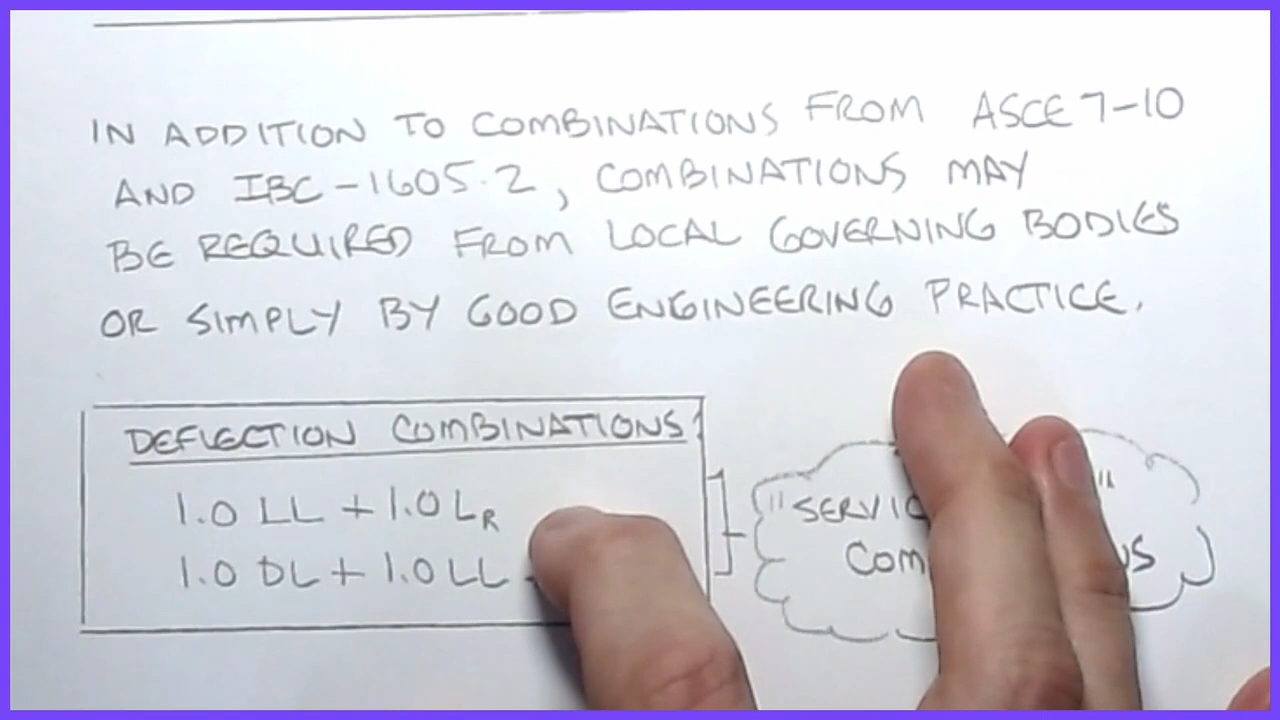 IN ADDITION TO COMBINATIONS FROM ASCE 7-10
AND IBC-1605.2, COMBINATIONS MAY
BE REQUIRED FROM LOCAL GOVERNING BODIES
OR SIMPLY BY GOOD ENGINEERING PRACTICE.
DEFLECTION COMBINATIONS
1.0 LL + 1.0 LR
1.0 DL + 1.0 LL